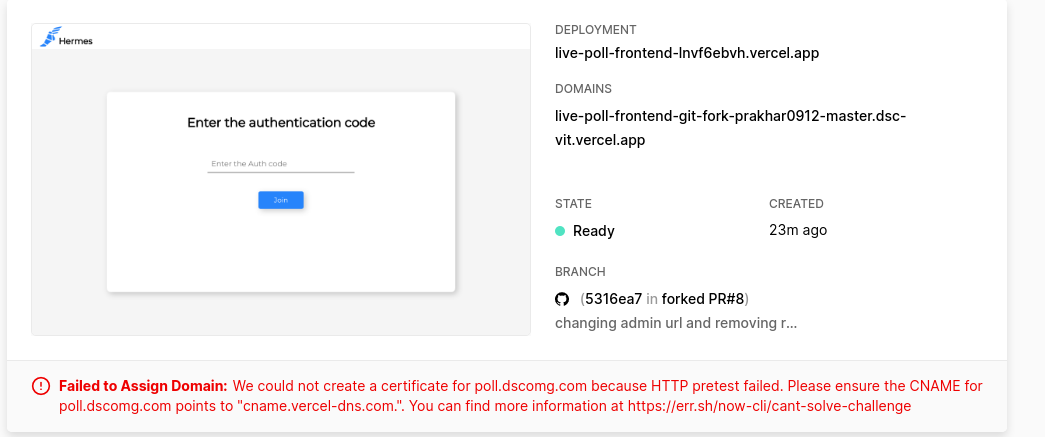 Hermes
Enter the authentication code
Enter the Auth code
Join
DEPLOYMENT
live-poll-frontend-lnvf6ebvh.vercel.app
DOMAINS
live-poll-frontend-git-fork-prakhar0912-master.dsc-
vit.vercel.app
STATE
CREATED
Ready
23m ago
BRANCH
(5316ea7 in forked PR#8)
changing admin url and removing r...
Failed to Assign Domain: We could not create a certificate for poll.dscomg.com because HTTP pretest failed. Please ensure the CNAME for
poll.dscomg.com points to "cname.vercel-dns.com.". You can find more information at https://err.sh/now-cli/cant-solve-challenge